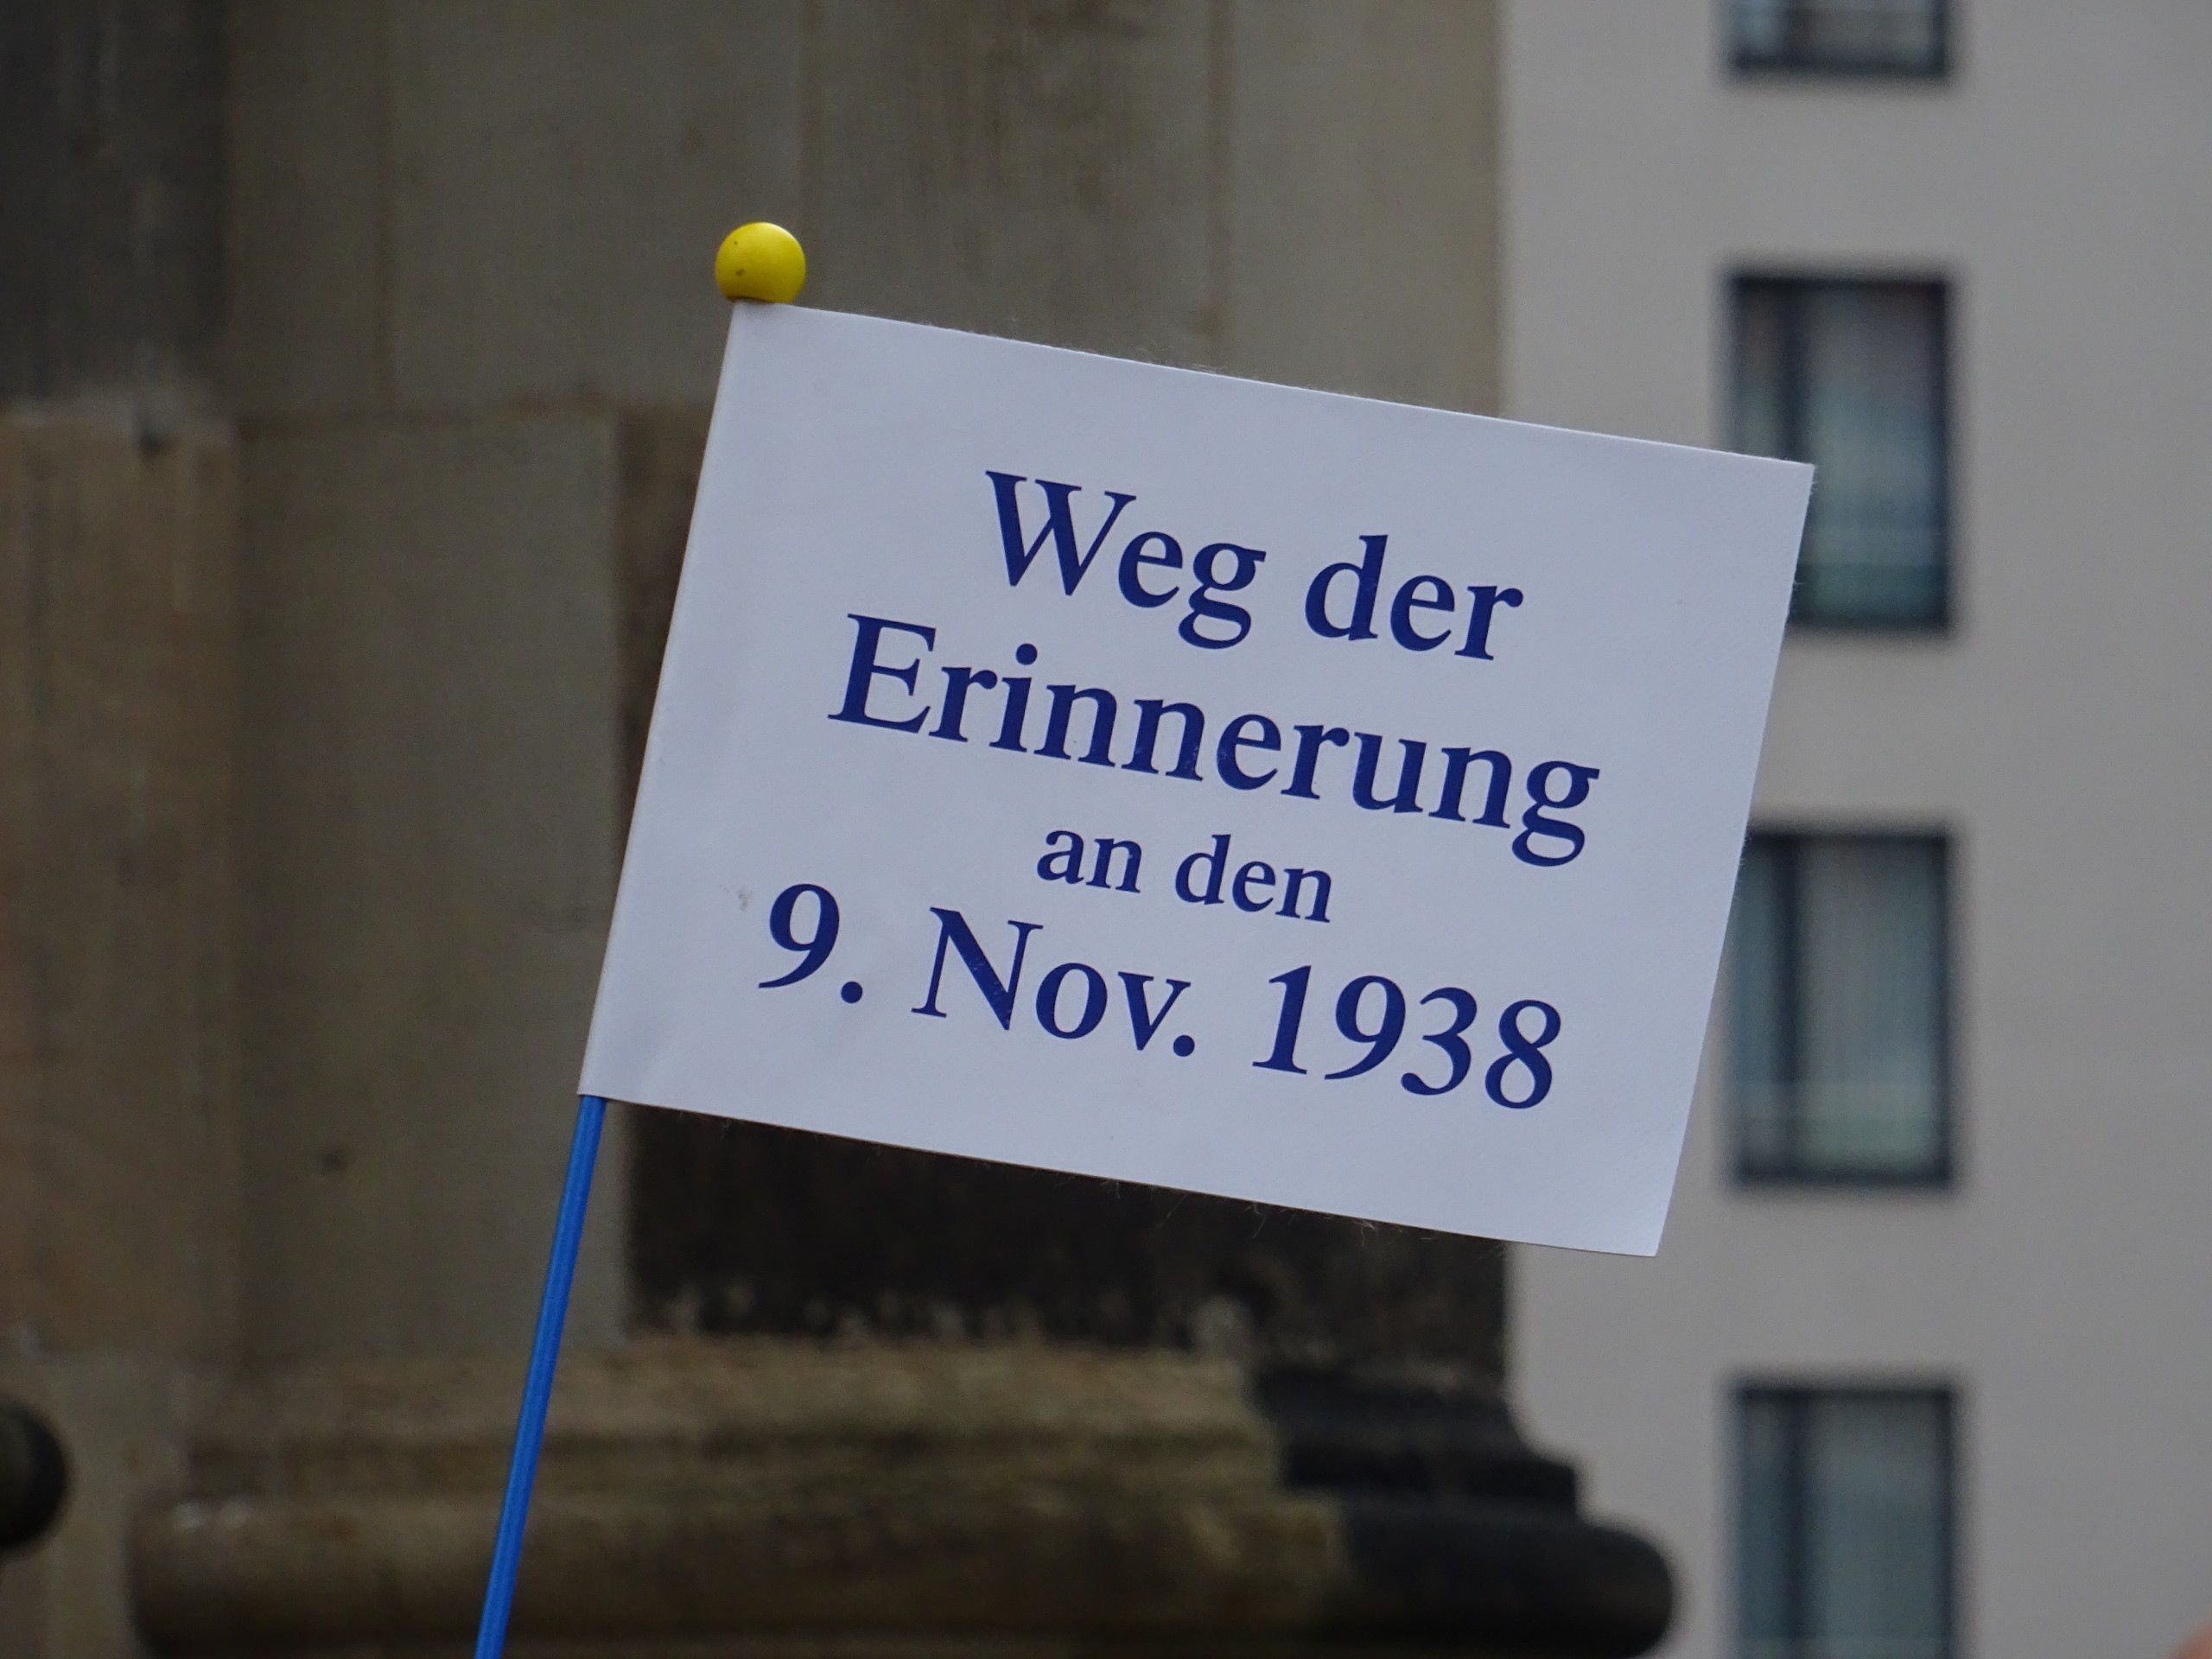 Weg der
Erinnerung
an den
9. Nov. 1938